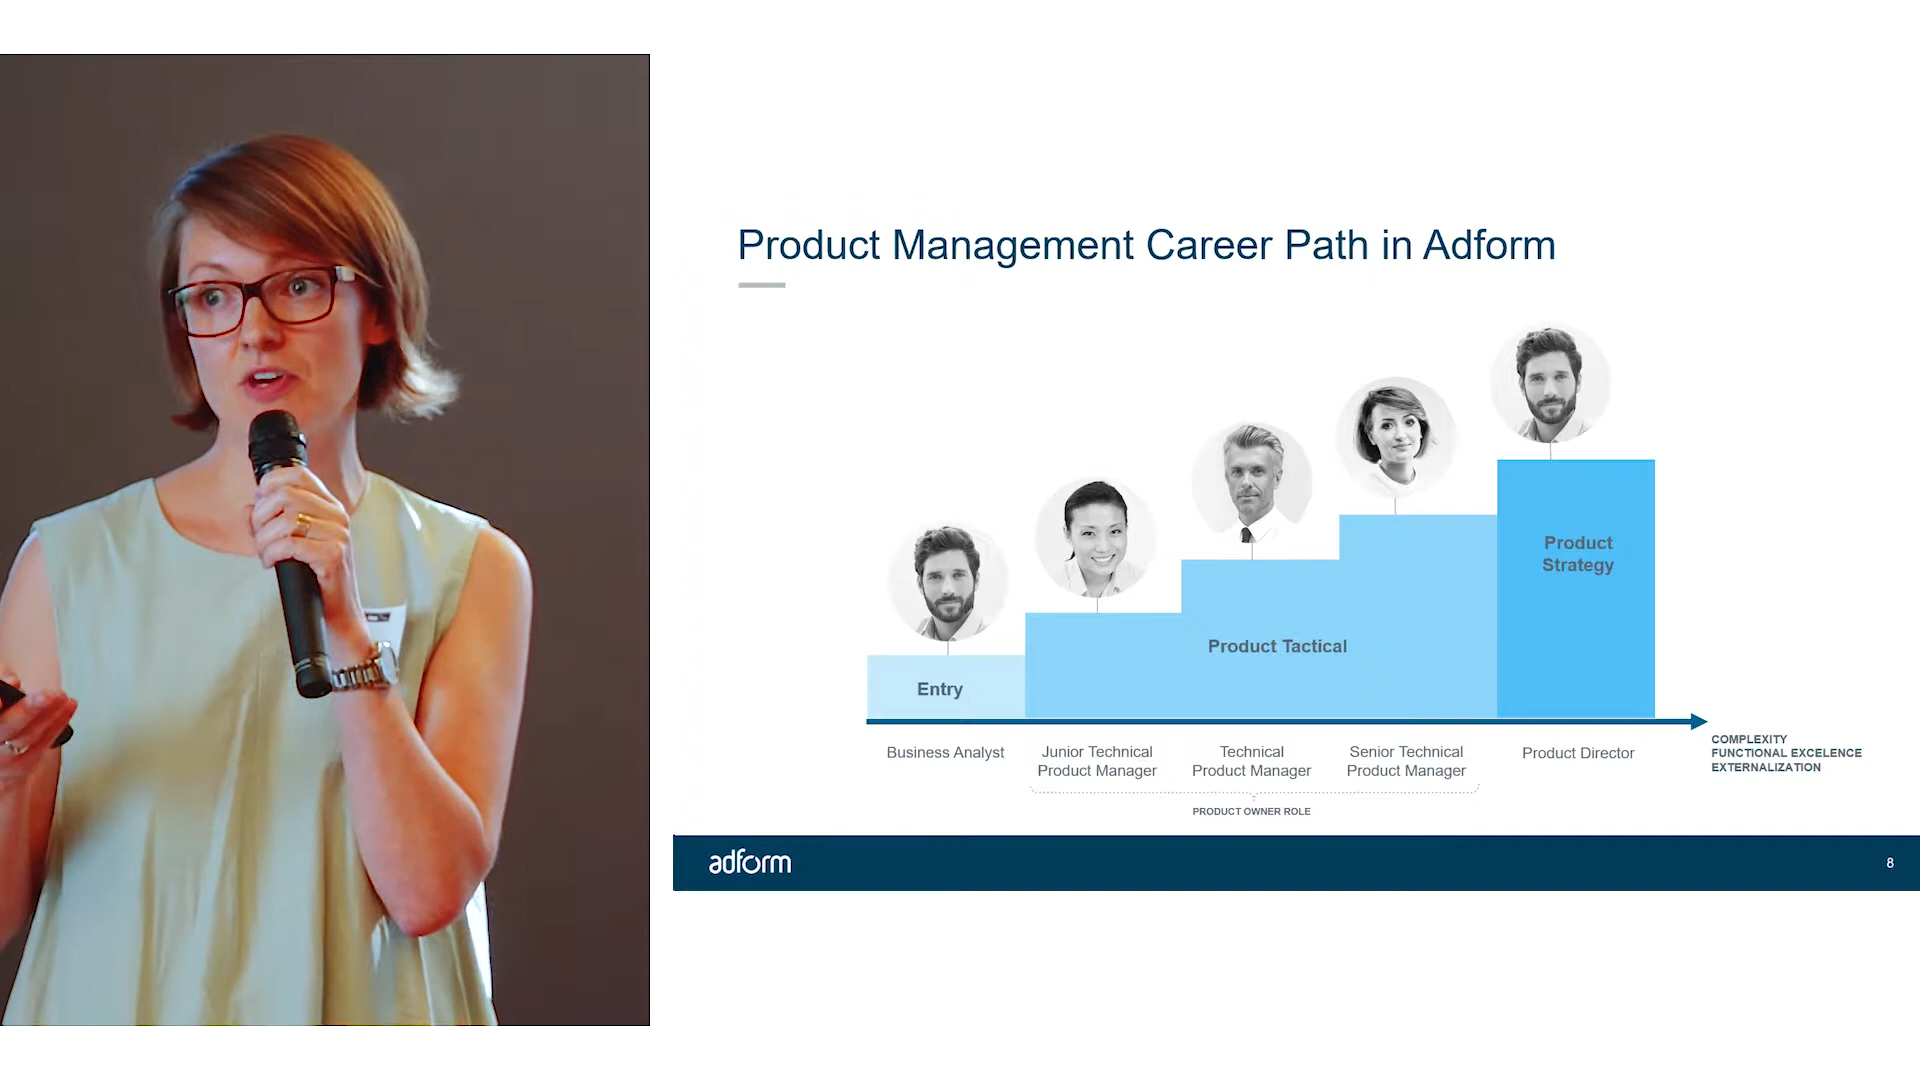 Product Management Career Path in Adform
Product
Strategy
Product Tactical
Entry
Business Analyst
Junior Technical
Product Manager
Technical
Product Manager
Senior Technical
Product Manager
Product Director
COMPLEXITY
FUNCTIONAL EXCELENCE
EXTERNALIZATION
PRODUCT OWNER ROLE
adform
8